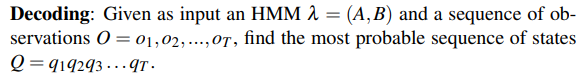 Decoding: Given as input an HMM λ = (A,B) and a sequence of ob-
servations O = o1,o2,...,oT, find the most probable sequence of states
Q = q1q2q3...qT.